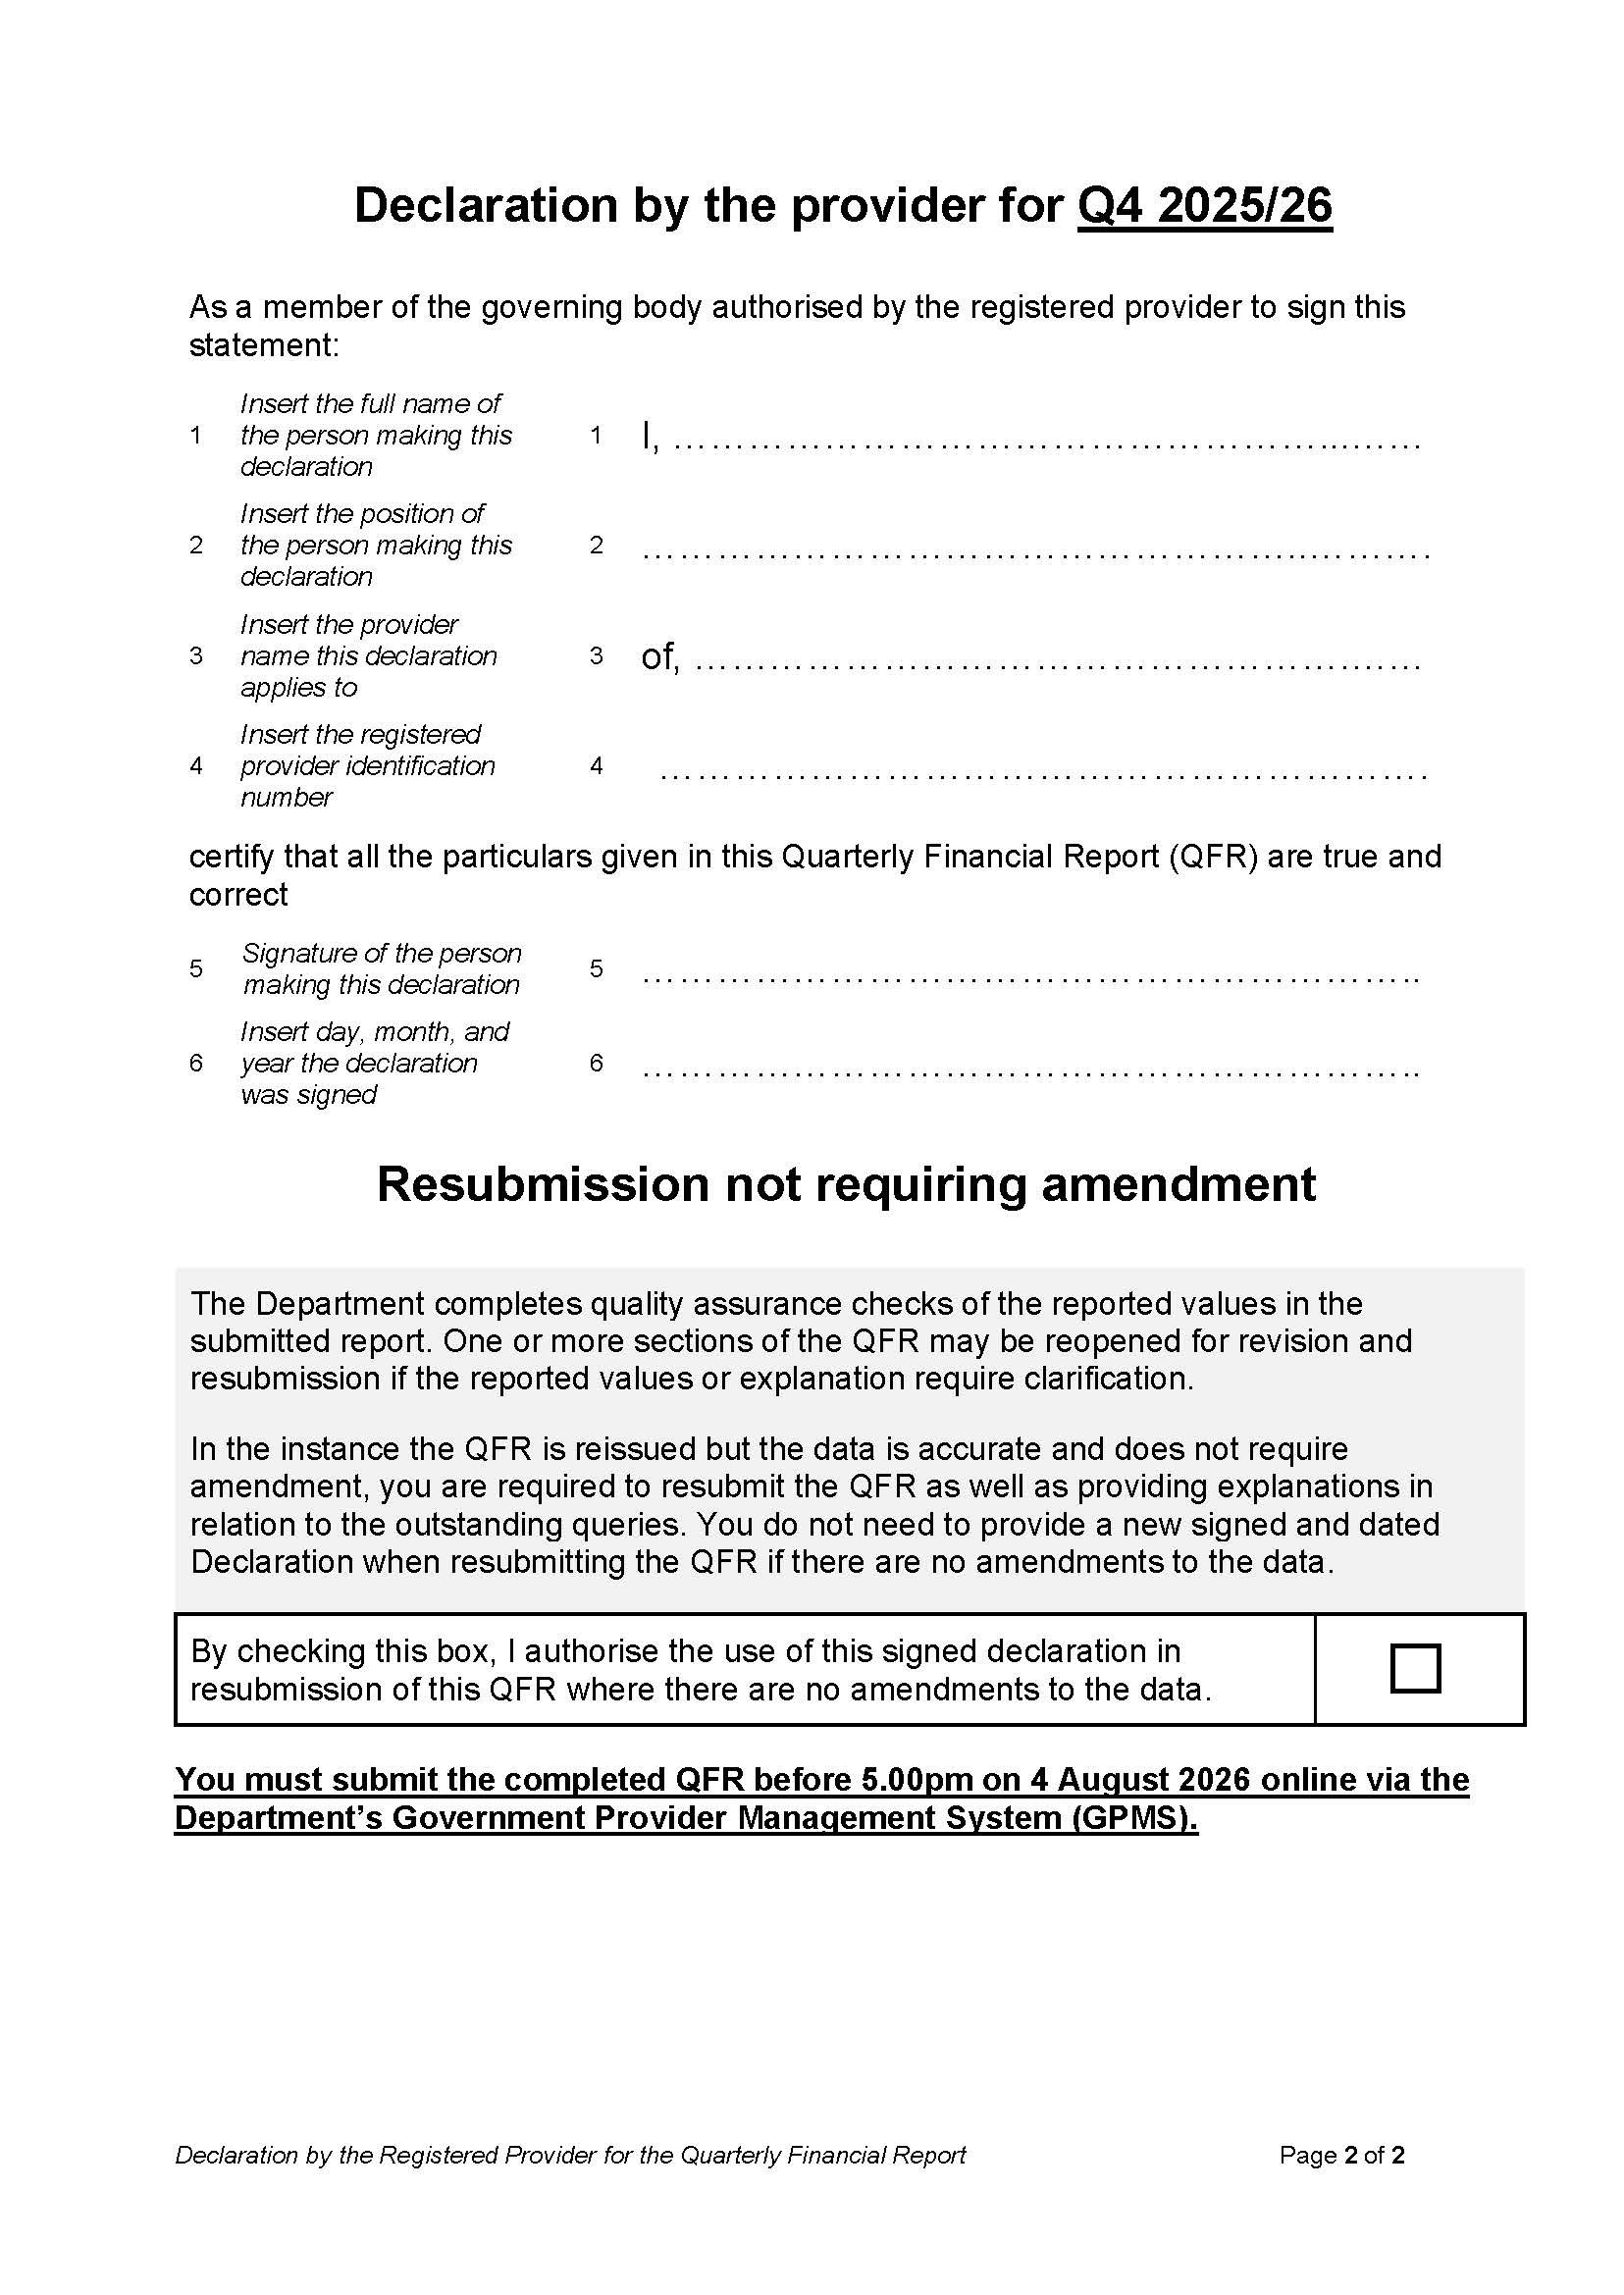 Declaration by the provider for Q4 2025/26
As a member of the governing body authorised by the registered provider to sign this
statement:
Insert the full name of
1 the person making this 1 I, ……………………………………………..……
declaration
Insert the position of
2 the person making this 2 ……………………………………………..………
declaration
Insert the provider
3 name this declaration 3 of, …………………………………………..……
applies to
Insert the registered
4 provider identification 4 ……………………………………………………
number
certify that all the particulars given in this Quarterly Financial Report (QFR) are true and
correct
5 Signature of the person 5 ……………………………………………………..
making this declaration
Insert day, month, and
6 year the declaration 6 ……………………………………………………..
was signed
Resubmission not requiring amendment
The Department completes quality assurance checks of the reported values in the
submitted report. One or more sections of the QFR may be reopened for revision and
resubmission if the reported values or explanation require clarification.
In the instance the QFR is reissued but the data is accurate and does not require
amendment, you are required to resubmit the QFR as well as providing explanations in
relation to the outstanding queries. You do not need to provide a new signed and dated
Declaration when resubmitting the QFR if there are no amendments to the data.
By checking this box, I authorise the use of this signed declaration in
resubmission of this QFR where there are no amendments to the data.
You must submit the completed QFR before 5.00pm on 4 August 2026 online via the
Department’s Government Provider Management System (GPMS).
Declaration by the Registered Provider for the Quarterly Financial Report Page 2 of 2